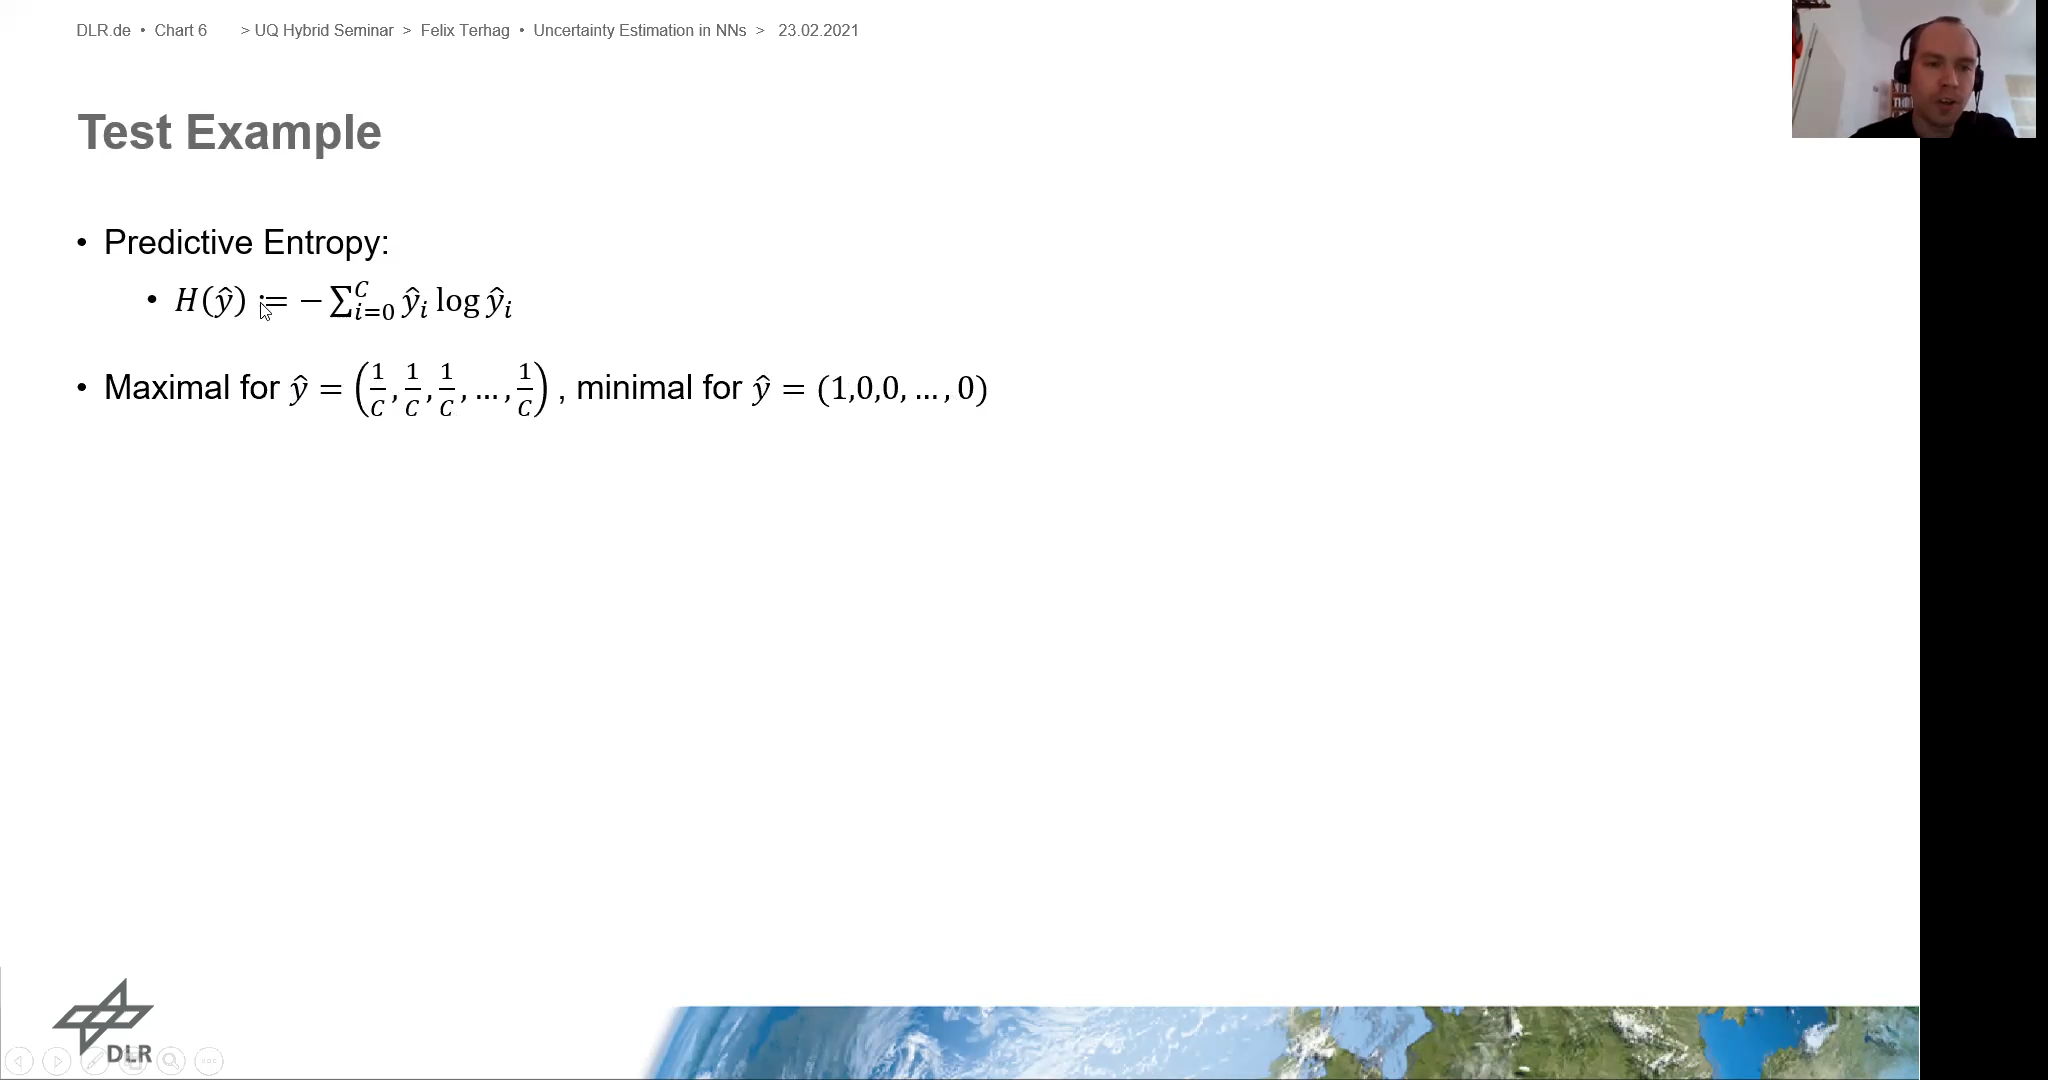 DLR.de • Chart 6 > UQ Hybrid Seminar > Felix Terhag • Uncertainty Estimation in NNs > 23.02.2021
Test Example
• Predictive Entropy:
• H(ŷ) := − ∑_{i=0}^{C} ŷ_i log ŷ_i
• Maximal for ŷ = (1/C, 1/C, 1/C, …, 1/C) , minimal for ŷ = (1,0,0, … , 0)
DLR